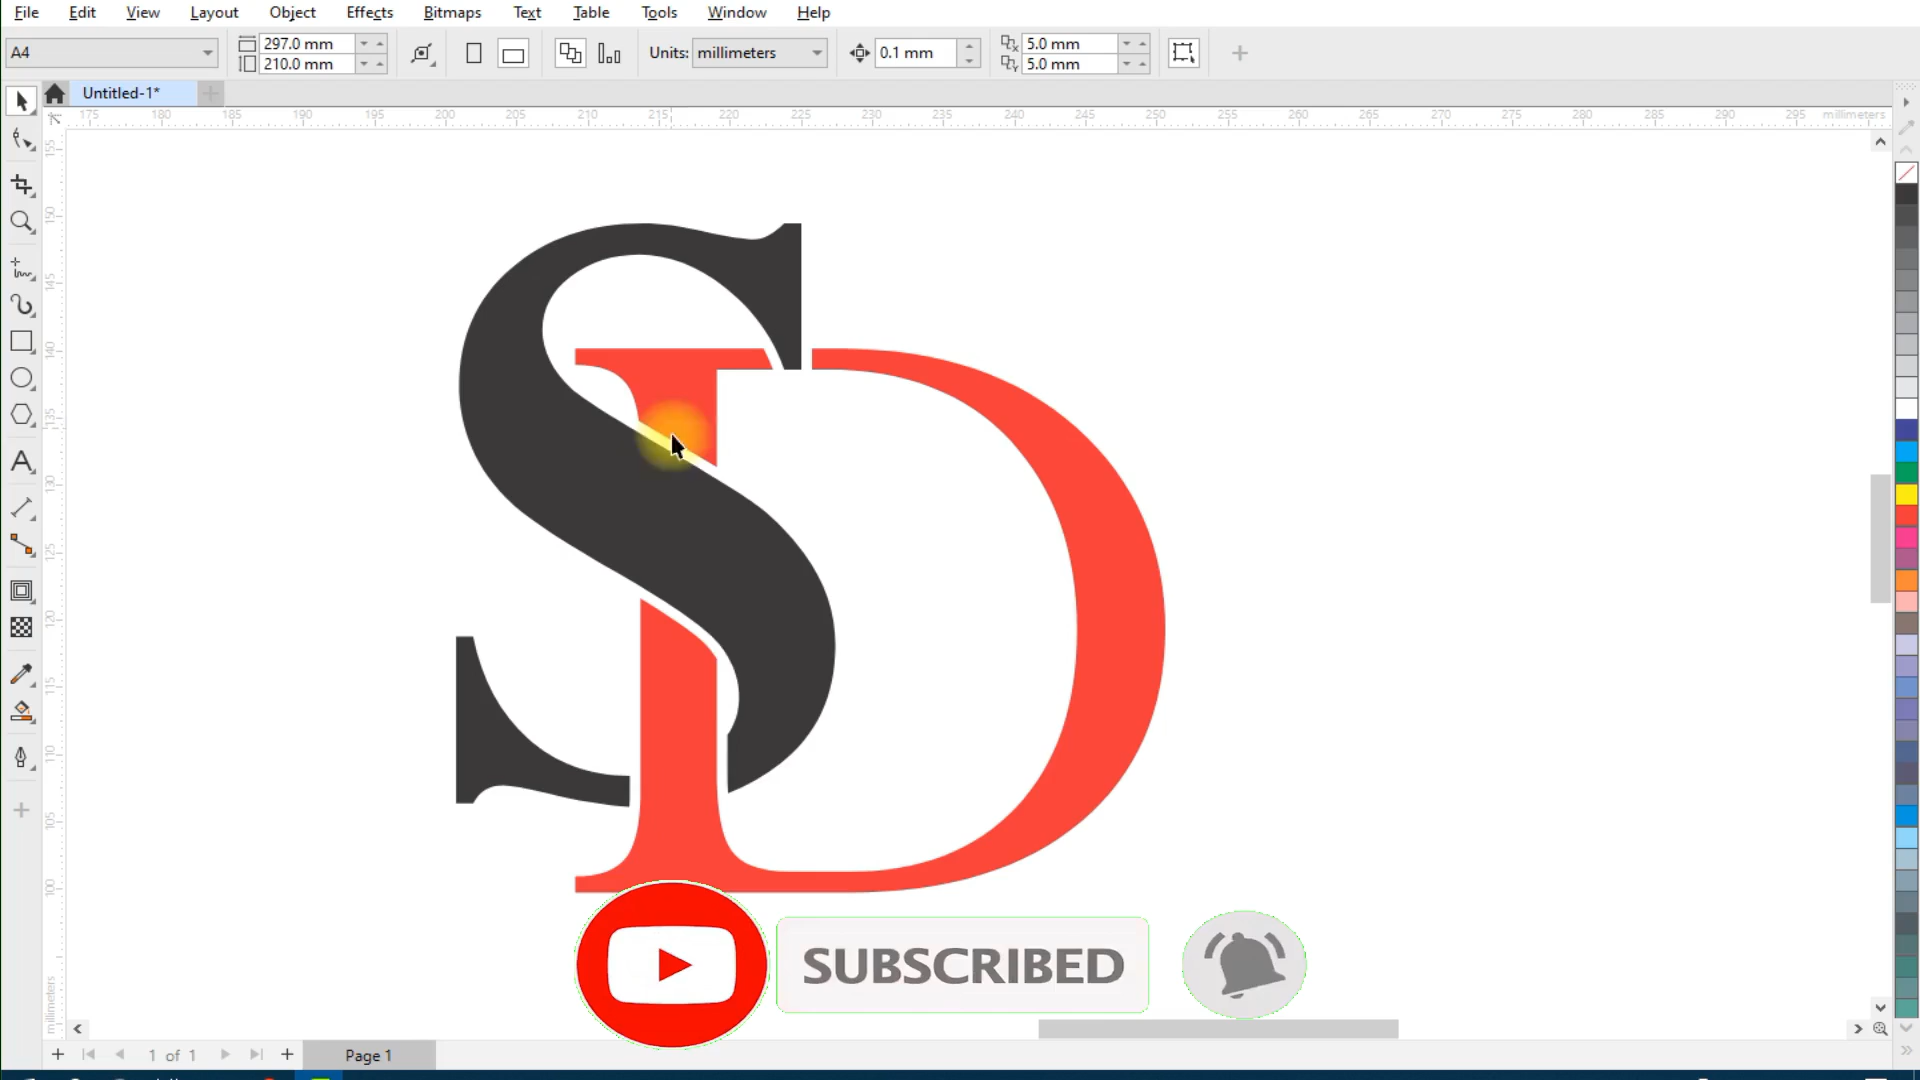 File Edit View Layout Object Effects Bitmaps Text Table Tools Window Help
A4 297.0 mm 210.0 mm Units: millimeters 0.1 mm 5.0 mm 5.0 mm
Untitled-1*
175 180 185 190 195 200 205 210 215 220 225 230 235 240 245 250 255 260 265 270 275 280 285 290 295 millimeters
155
150
145
140
135
130
125
120
115
110
105
100
millimeters
SD
SUBSCRIBED
1 of 1 Page 1